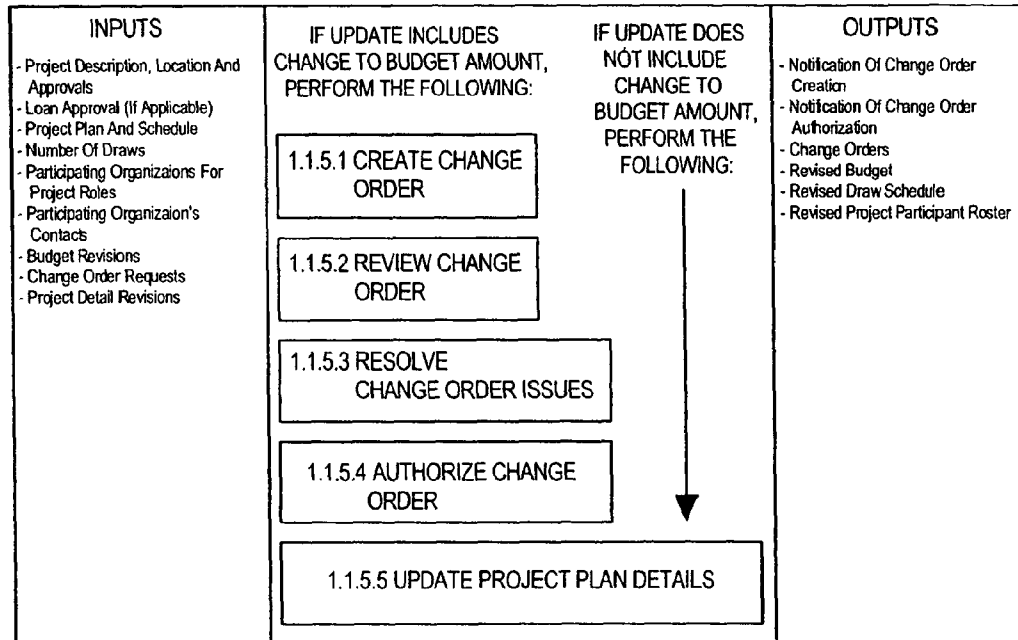 INPUTS
- Project Description, Location And
Approvals
- Loan Approval (If Applicable)
- Project Plan And Schedule
- Number Of Draws
- Participating Organizaions For
Project Roles
- Participating Organizaion's
Contacts
- Budget Revisions
- Change Order Requests
- Project Detail Revisions
IF UPDATE INCLUDES
CHANGE TO BUDGET AMOUNT,
PERFORM THE FOLLOWING:
1.1.5.1 CREATE CHANGE
ORDER
1.1.5.2 REVIEW CHANGE
ORDER
1.1.5.3 RESOLVE
CHANGE ORDER ISSUES
1.1.5.4 AUTHORIZE CHANGE
ORDER
IF UPDATE DOES
NOT INCLUDE
CHANGE TO
BUDGET AMOUNT,
PERFORM THE
FOLLOWING:
1.1.5.5 UPDATE PROJECT PLAN DETAILS
OUTPUTS
- Notification Of Change Order
Creation
- Notification Of Change Order
Authorization
- Change Orders
- Revised Budget
- Revised Draw Schedule
- Revised Project Participant Roster